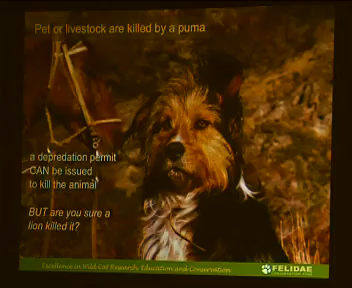 Pet or livestock are killed by a puma
a depredation permit
CAN be issued
to kill the animal
BUT are you sure a
lion killed it?
Excellence in Wild Cat Research, Education and Conservation
FELIDAE